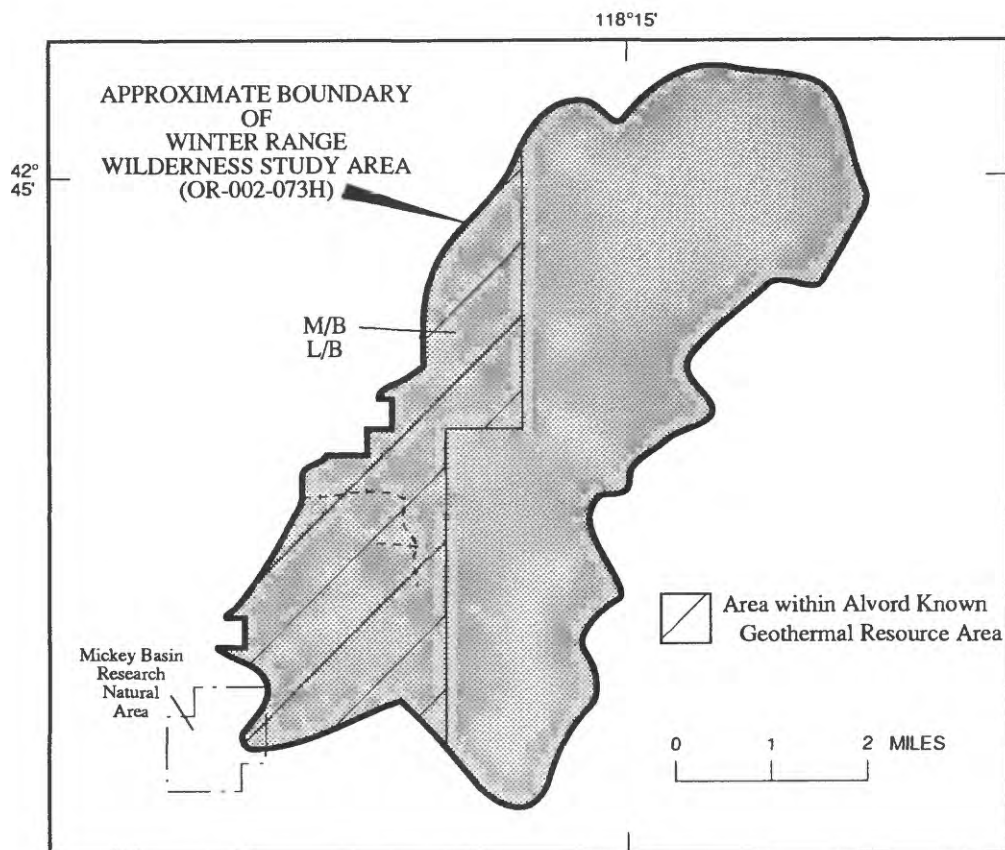 118°15'
APPROXIMATE BOUNDARY
OF
WINTER RANGE
WILDERNESS STUDY AREA
(OR-002-073H)
42°
45'
M/B
L/B
Area within Alvord Known
Geothermal Resource Area
Mickey Basin
Research
Natural
Area
0 1 2 MILES